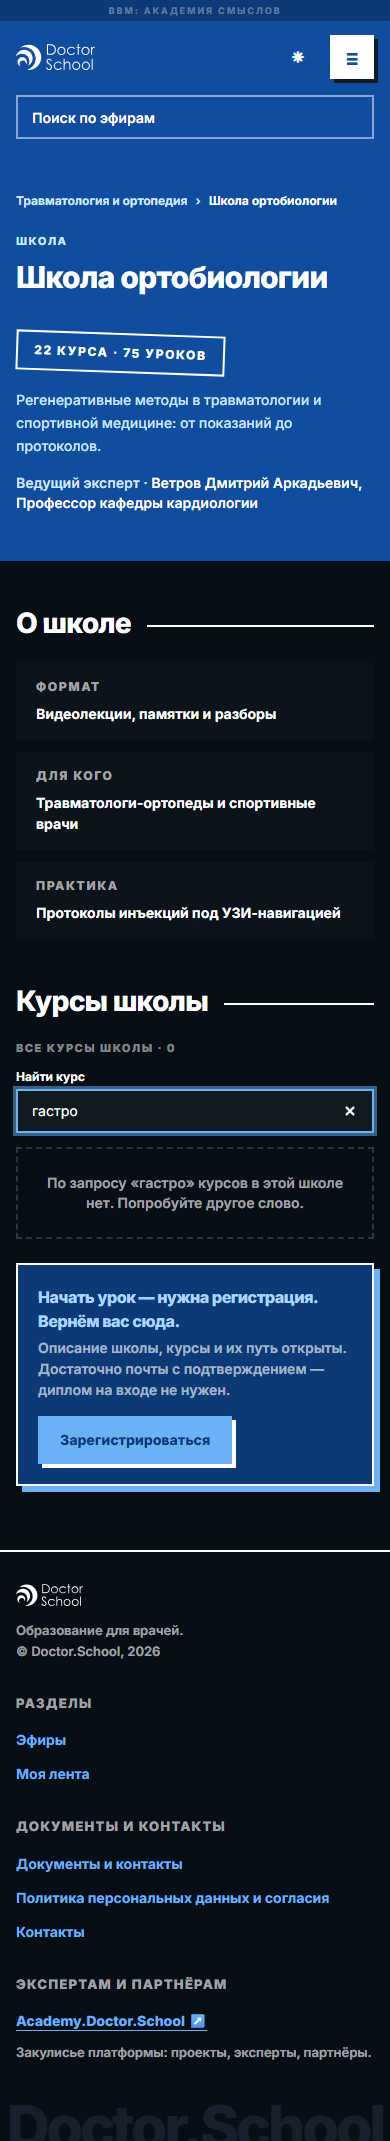 ВВМ: АКАДЕМИЯ СМЫСЛОВ
Doctor
School
Поиск по эфирам
Травматология и ортопедия › Школа ортобиологии
ШКОЛА
Школа ортобиологии
22 КУРСА · 75 УРОКОВ
Регенеративные методы в травматологии и
спортивной медицине: от показаний до
протоколов.
Ведущий эксперт · Ветров Дмитрий Аркадьевич,
Профессор кафедры кардиологии
О школе
ФОРМАТ
Видеолекции, памятки и разборы
ДЛЯ КОГО
Травматологи-ортопеды и спортивные
врачи
ПРАКТИКА
Протоколы инъекций под УЗИ-навигацией
Курсы школы
ВСЕ КУРСЫ ШКОЛЫ · 0
Найти курс
гастро
По запросу «гастро» курсов в этой школе
нет. Попробуйте другое слово.
Начать урок — нужна регистрация.
Вернём вас сюда.
Описание школы, курсы и их путь открыты.
Достаточно почты с подтверждением —
диплом на входе не нужен.
Зарегистрироваться
Doctor
School
Образование для врачей.
© Doctor.School, 2026
РАЗДЕЛЫ
Эфиры
Моя лента
ДОКУМЕНТЫ И КОНТАКТЫ
Документы и контакты
Политика персональных данных и согласия
Контакты
ЭКСПЕРТАМ И ПАРТНЁРАМ
Academy.Doctor.School
Закулисье платформы: проекты, эксперты, партнёры.
Doctor.School